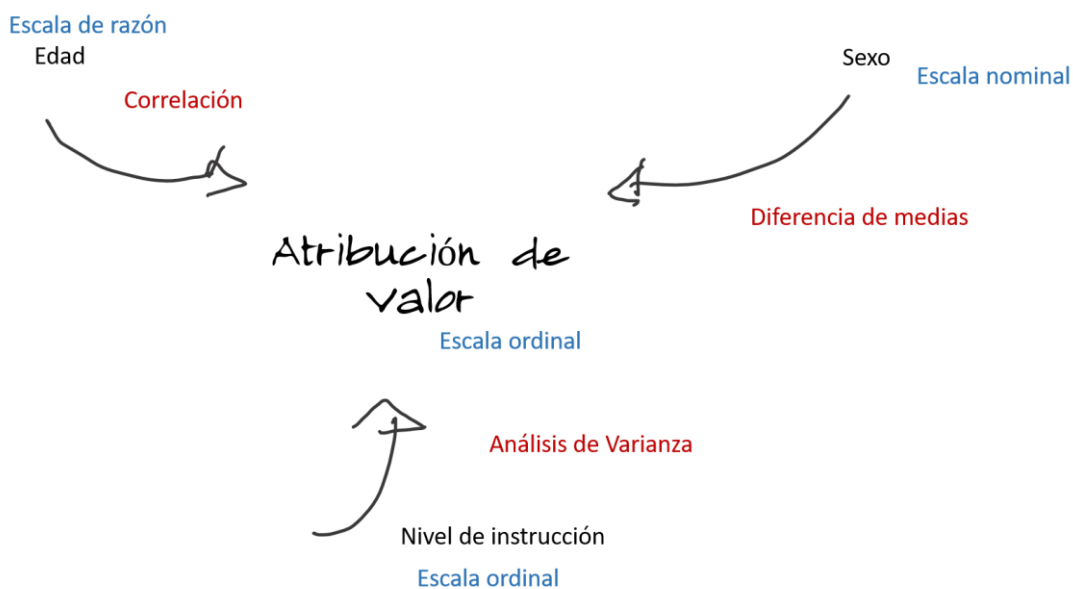 Escala de razón
Edad
Correlación
Sexo
Escala nominal
Diferencia de medias
Atribución de
valor
Escala ordinal
Análisis de Varianza
Nivel de instrucción
Escala ordinal